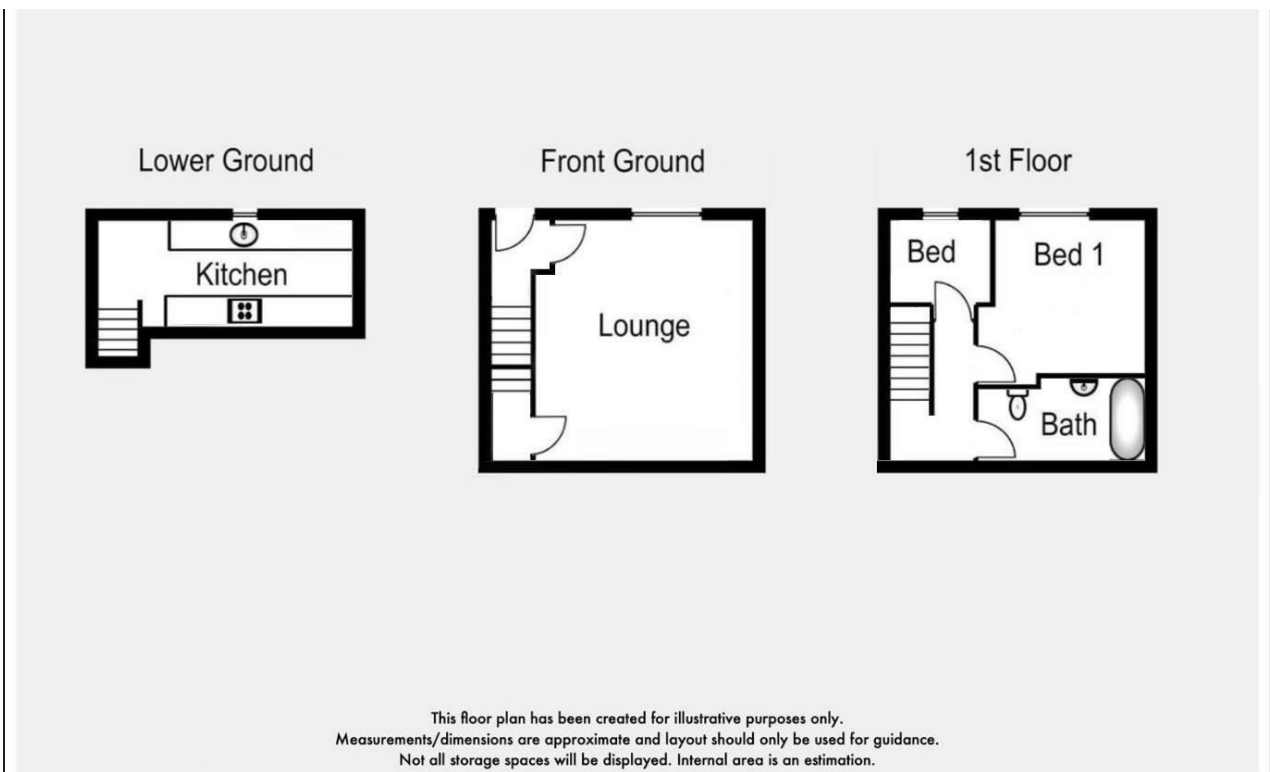 Lower Ground
Front Ground
1st Floor
Kitchen
Lounge
Bed
Bed 1
Bath
This floor plan has been created for illustrative purposes only.
Measurements/dimensions are approximate and layout should only be used for guidance.
Not all storage spaces will be displayed. Internal area is an estimation.